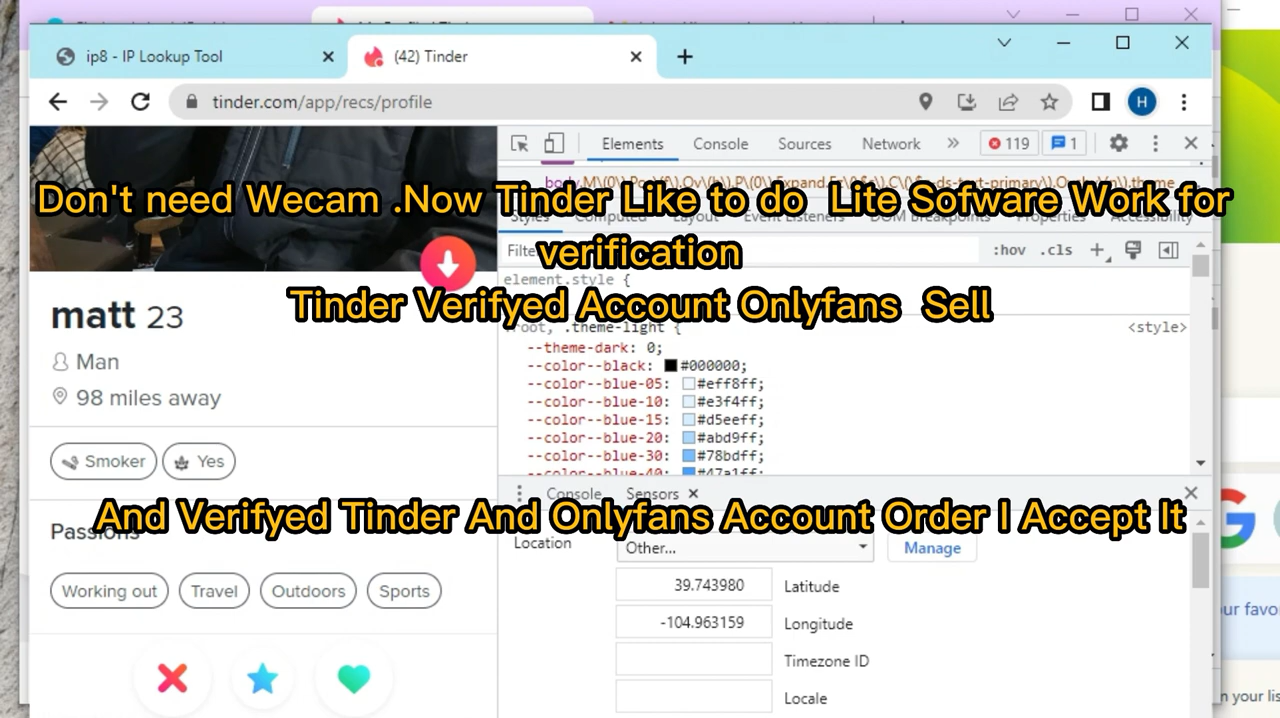 ip8 - IP Lookup Tool
(42) Tinder
tinder.com/app/recs/profile
H
Elements
Console
Sources
Network
119
1
Don't need Wecam .Now Tinder Like to do Lite Sofware Work for
verification
Tinder Verifyed Account Onlyfans Sell
:hov .cls
element.style {
.theme-light {
<style>
--theme-dark: 0;
--color--black: #000000;
--color--blue-05: #eff8ff;
--color--blue-10: #e3f4ff;
--color--blue-15: #d5eeff;
--color--blue-20: #abd9ff;
--color--blue-30: #78bdff;
matt 23
Man
98 miles away
Smoker
Yes
Console
Sensors
And Verifyed Tinder And Onlyfans Account Order I Accept It
Passions
Working out
Travel
Outdoors
Sports
Location
Other...
Manage
39.743980
Latitude
-104.963159
Longitude
Timezone ID
Locale